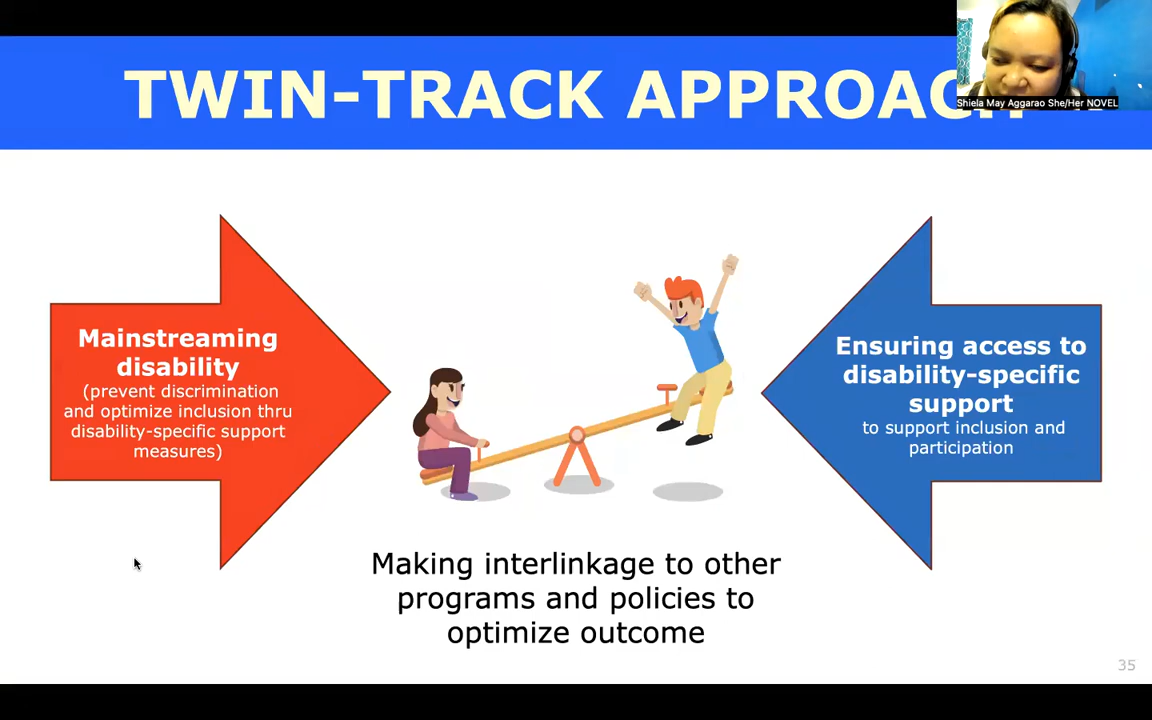 TWIN-TRACK APPROACH
Shiela May Aggarao She/Her NOVEL
Mainstreaming
disability
(prevent discrimination
and optimize inclusion thru
disability-specific support
measures)
Ensuring access to
disability-specific
support
to support inclusion and
participation
Making interlinkage to other
programs and policies to
optimize outcome
35